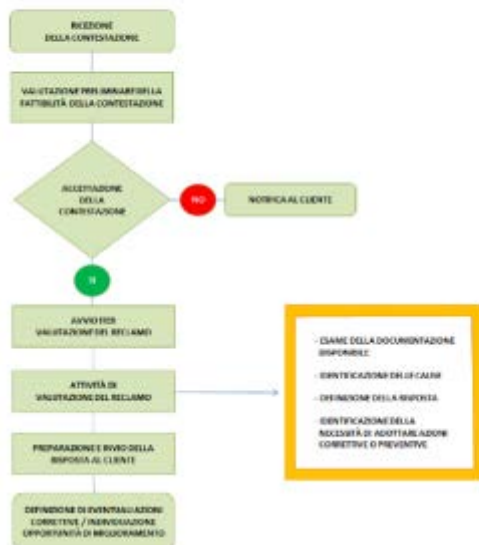 RICEZIONE
DELLA CONTESTAZIONE
VALUTAZIONE PRELIMINARE DELLA
FATTIBILITÀ DELLA CONTESTAZIONE
ACCETTAZIONE
DELLA
CONTESTAZIONE
NO
NOTIFICA AL CLIENTE
SI
AVVIO PER
VALUTAZIONE DEL RECLAMO
ATTIVITÀ DI
VALUTAZIONE DEL RECLAMO
- ESAME DELLA DOCUMENTAZIONE
DISPONIBILE
- IDENTIFICAZIONE DELLE CAUSE
- DEFINIZIONE DELLA RISPOSTA
- IDENTIFICAZIONE DELLA
NECESSITÀ DI ADOTTARE AZIONI
CORRETTIVE O PREVENTIVE
PREPARAZIONE E INVIO DELLA
RISPOSTA AL CLIENTE
DEFINIZIONE DI EVENTUALI AZIONI
CORRETTIVE / INDIVIDUAZIONE
OPPORTUNITÀ DI MIGLIORAMENTO